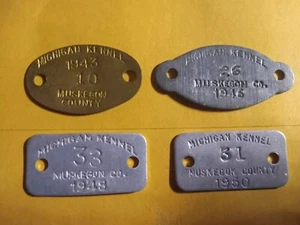 MICHIGAN KENNEL
1943
10
MUSKEGON
COUNTY
MICHIGAN KENNEL
26
MUSKEGON CO.
1945
MICHIGAN KENNEL
33
MUSKEGON CO.
1948
MICHIGAN KENNEL
31
MUSKEGON COUNTY
1950